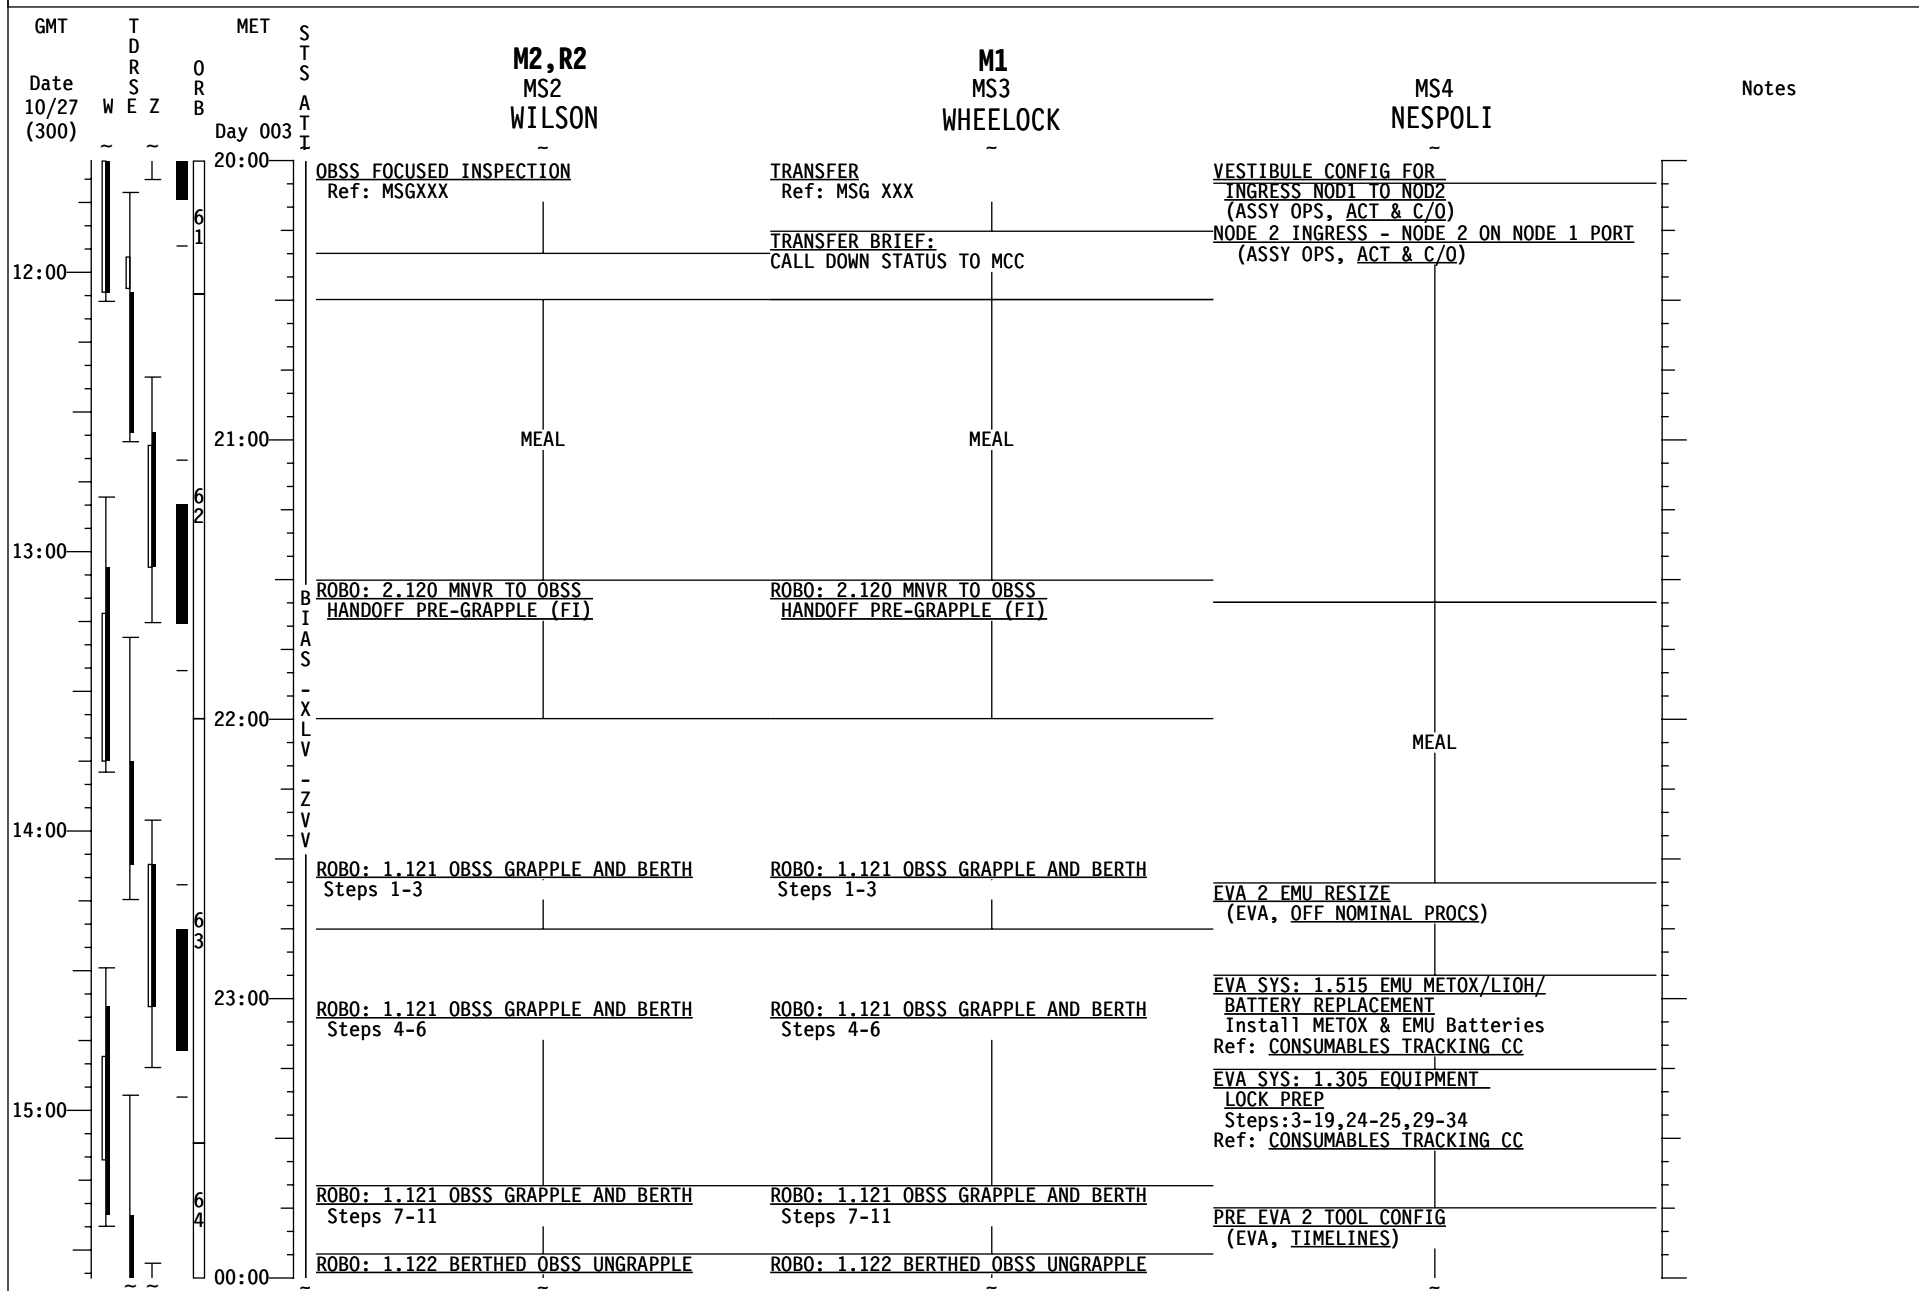 GMT
TDRS
MET
STS ATT
M2,R2
M1
ORB
Date
MS2
MS3
MS4
Notes
10/27
W E Z
WILSON
WHEELOCK
NESPOLI
(300)
Day 003
~ ~ ~ ~ ~ ~
20:00
OBSS FOCUSED INSPECTION
Ref: MSGXXX
TRANSFER
Ref: MSG XXX
TRANSFER BRIEF:
CALL DOWN STATUS TO MCC
VESTIBULE CONFIG FOR
INGRESS NOD1 TO NOD2
(ASSY OPS, ACT & C/O)
NODE 2 INGRESS - NODE 2 ON NODE 1 PORT
(ASSY OPS, ACT & C/O)
61
12:00
21:00
MEAL
MEAL
62
13:00
BIAS -XLV -ZVV
ROBO: 2.120 MNVR TO OBSS
HANDOFF PRE-GRAPPLE (FI)
ROBO: 2.120 MNVR TO OBSS
HANDOFF PRE-GRAPPLE (FI)
22:00
MEAL
14:00
ROBO: 1.121 OBSS GRAPPLE AND BERTH
Steps 1-3
ROBO: 1.121 OBSS GRAPPLE AND BERTH
Steps 1-3
EVA 2 EMU RESIZE
(EVA, OFF NOMINAL PROCS)
63
23:00
ROBO: 1.121 OBSS GRAPPLE AND BERTH
Steps 4-6
ROBO: 1.121 OBSS GRAPPLE AND BERTH
Steps 4-6
EVA SYS: 1.515 EMU METOX/LIOH/
BATTERY REPLACEMENT
Install METOX & EMU Batteries
Ref: CONSUMABLES TRACKING CC
EVA SYS: 1.305 EQUIPMENT
LOCK PREP
Steps:3-19,24-25,29-34
Ref: CONSUMABLES TRACKING CC
15:00
64
ROBO: 1.121 OBSS GRAPPLE AND BERTH
Steps 7-11
ROBO: 1.121 OBSS GRAPPLE AND BERTH
Steps 7-11
PRE EVA 2 TOOL CONFIG
(EVA, TIMELINES)
00:00
ROBO: 1.122 BERTHED OBSS UNGRAPPLE
ROBO: 1.122 BERTHED OBSS UNGRAPPLE
~ ~ ~ ~ ~ ~